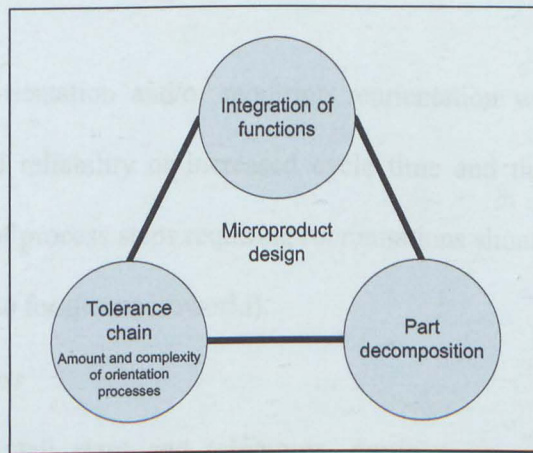 Integration of
functions
Microproduct
design
Tolerance
chain
Amount and complexity
of orientation
processes
Part
decomposition